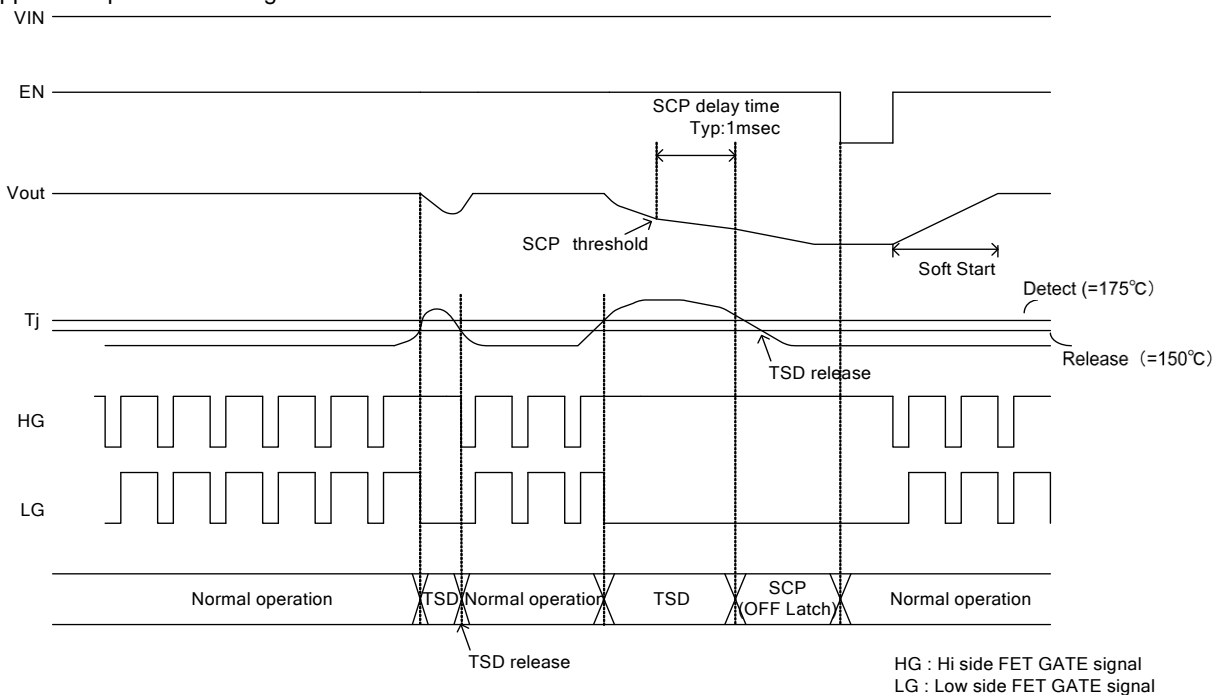 VIN
EN
SCP delay time
Typ:1msec
Vout
SCP threshold
Soft Start
Detect (=175℃)
Tj
TSD release
Release (=150℃)
HG
LG
Normal operation
TSD
Normal operation
TSD
SCP
(OFF Latch)
Normal operation
TSD release
HG : Hi side FET GATE signal
LG : Low side FET GATE signal